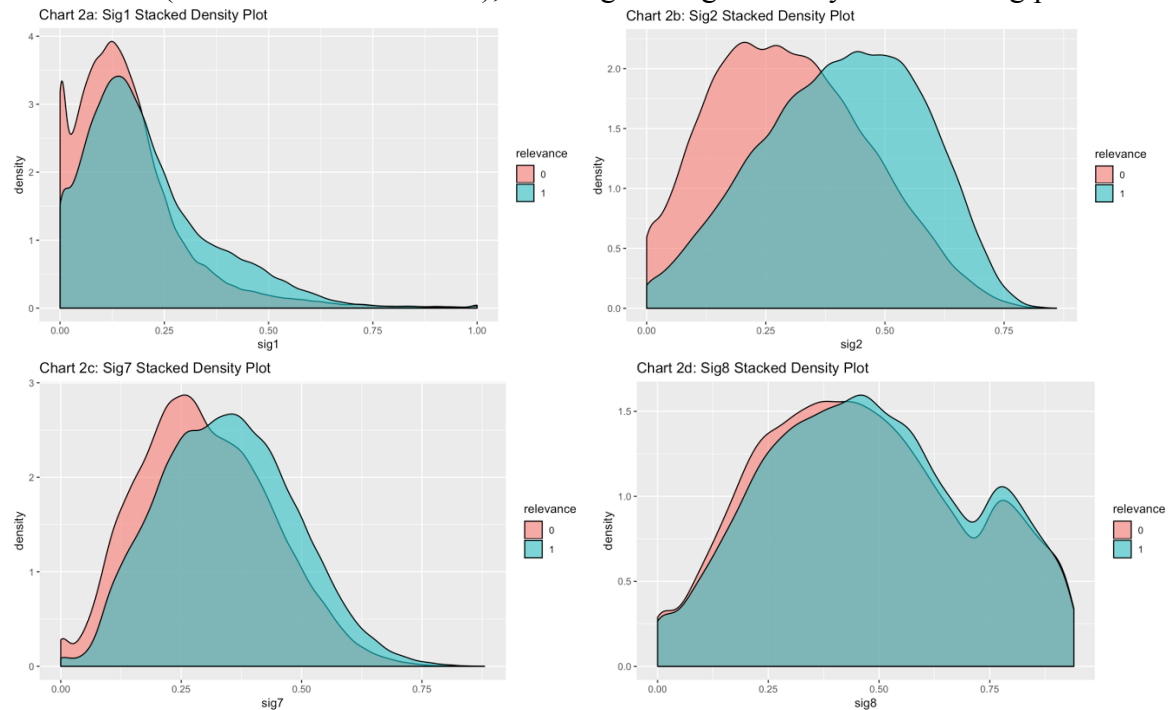 Chart 2a: Sig1 Stacked Density Plot
4
3
2
1
0
density
0.00 0.25 0.50 0.75 1.00
sig1
relevance
0
1
Chart 2b: Sig2 Stacked Density Plot
2.0
1.5
1.0
0.5
0.0
density
0.00 0.25 0.50 0.75
sig2
relevance
0
1
Chart 2c: Sig7 Stacked Density Plot
3
2
1
0
density
0.00 0.25 0.50 0.75
sig7
relevance
0
1
Chart 2d: Sig8 Stacked Density Plot
1.5
1.0
0.5
0.0
density
0.00 0.25 0.50 0.75
sig8
relevance
0
1